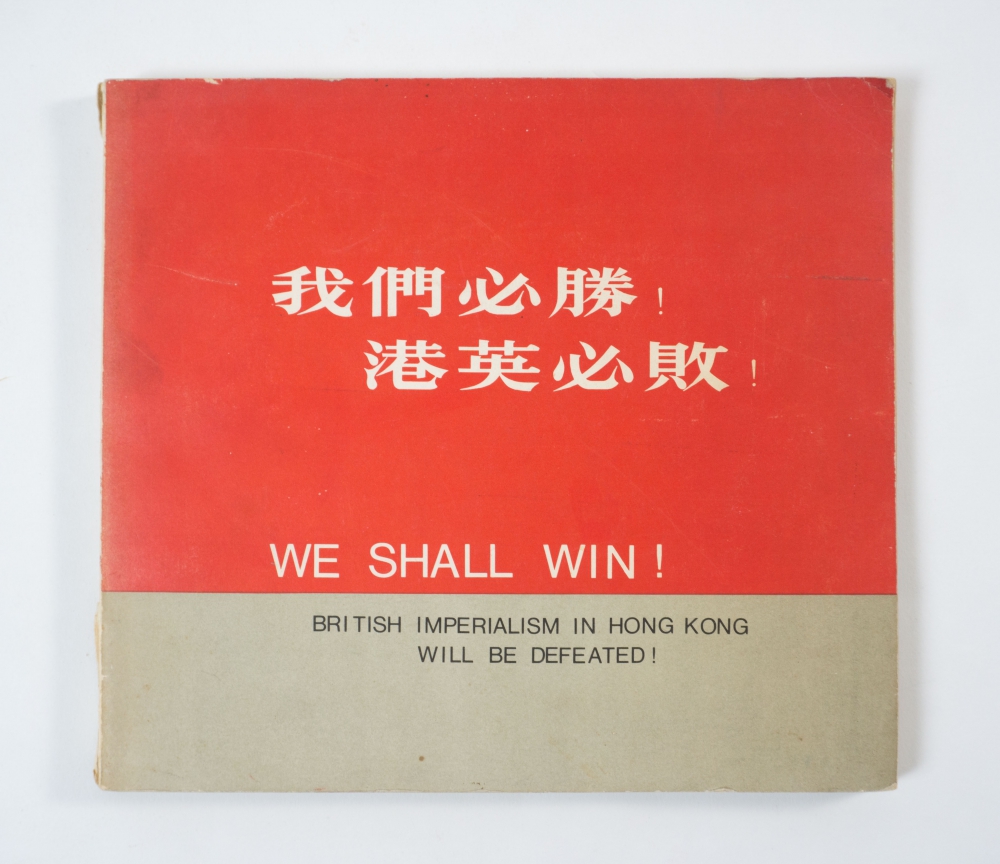 我們必勝！
港英必敗！
WE SHALL WIN!
BRITISH IMPERIALISM IN HONG KONG
WILL BE DEFEATED!